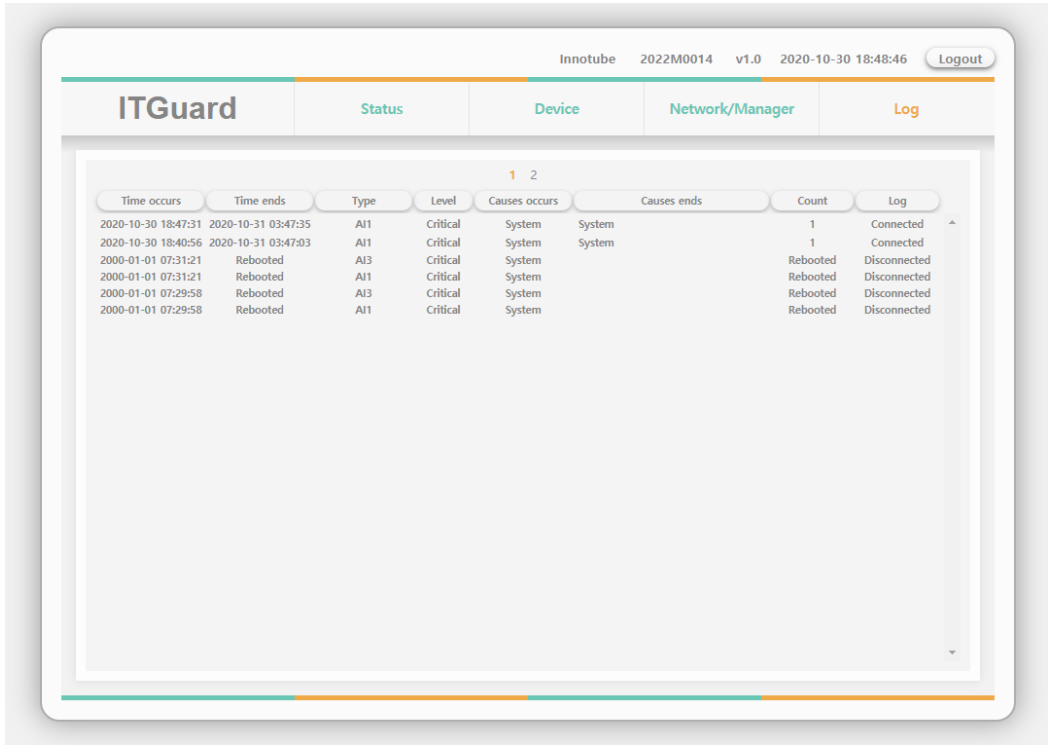 Innotube 2022M0014 v1.0 2020-10-30 18:48:46 Logout
ITGuard Status Device Network/Manager Log
1 2
Time occurs Time ends Type Level Causes occurs Causes ends Count Log
2020-10-30 18:47:31 2020-10-31 03:47:35 AI1 Critical System System 1 Connected
2020-10-30 18:40:56 2020-10-31 03:47:03 AI1 Critical System System 1 Connected
2000-01-01 07:31:21 Rebooted AI3 Critical System Rebooted Disconnected
2000-01-01 07:31:21 Rebooted AI1 Critical System Rebooted Disconnected
2000-01-01 07:29:58 Rebooted AI3 Critical System Rebooted Disconnected
2000-01-01 07:29:58 Rebooted AI1 Critical System Rebooted Disconnected